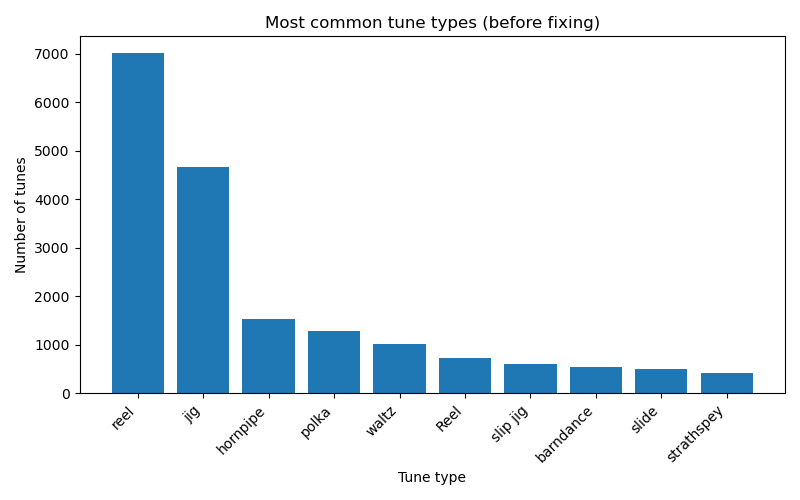 Most common tune types (before fixing)
Number of tunes
7000
6000
5000
4000
3000
2000
1000
0
reel
jig
hornpipe
polka
waltz
Reel
slip jig
barndance
slide
strathspey
Tune type